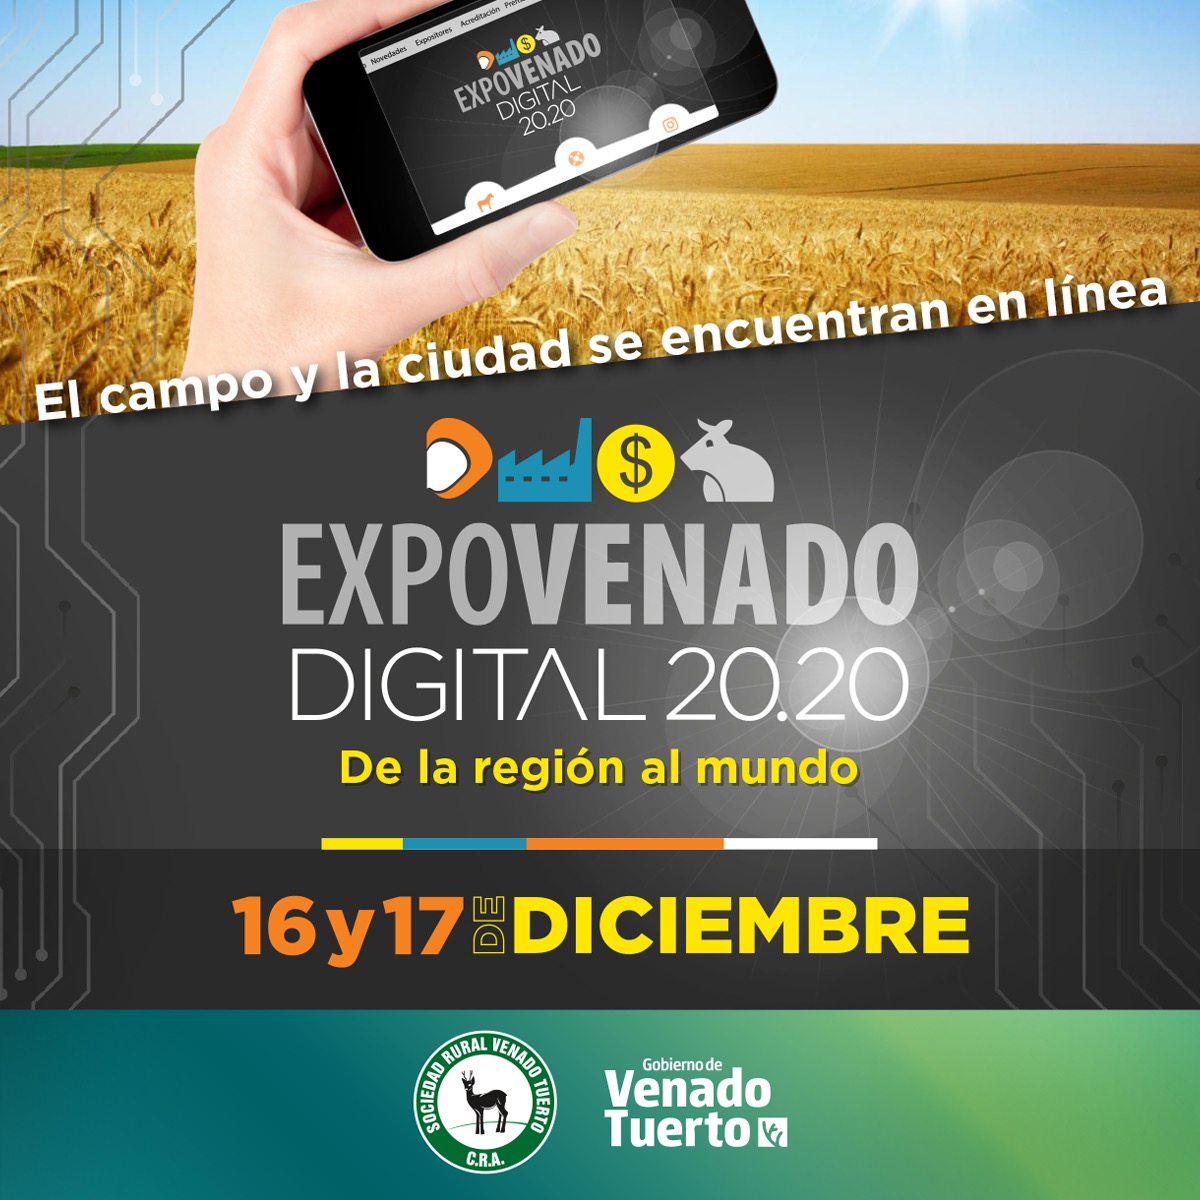 Novedades Expositores Acreditación
$
EXPOVENADO
DIGITAL
20.20
El campo y la ciudad se encuentran en línea
$
EXPOVENADO
DIGITAL 20.20
De la región al mundo
16 y 17 DE DICIEMBRE
SOCIEDAD RURAL VENADO TUERTO
C.R.A.
Gobierno de
Venado
Tuerto